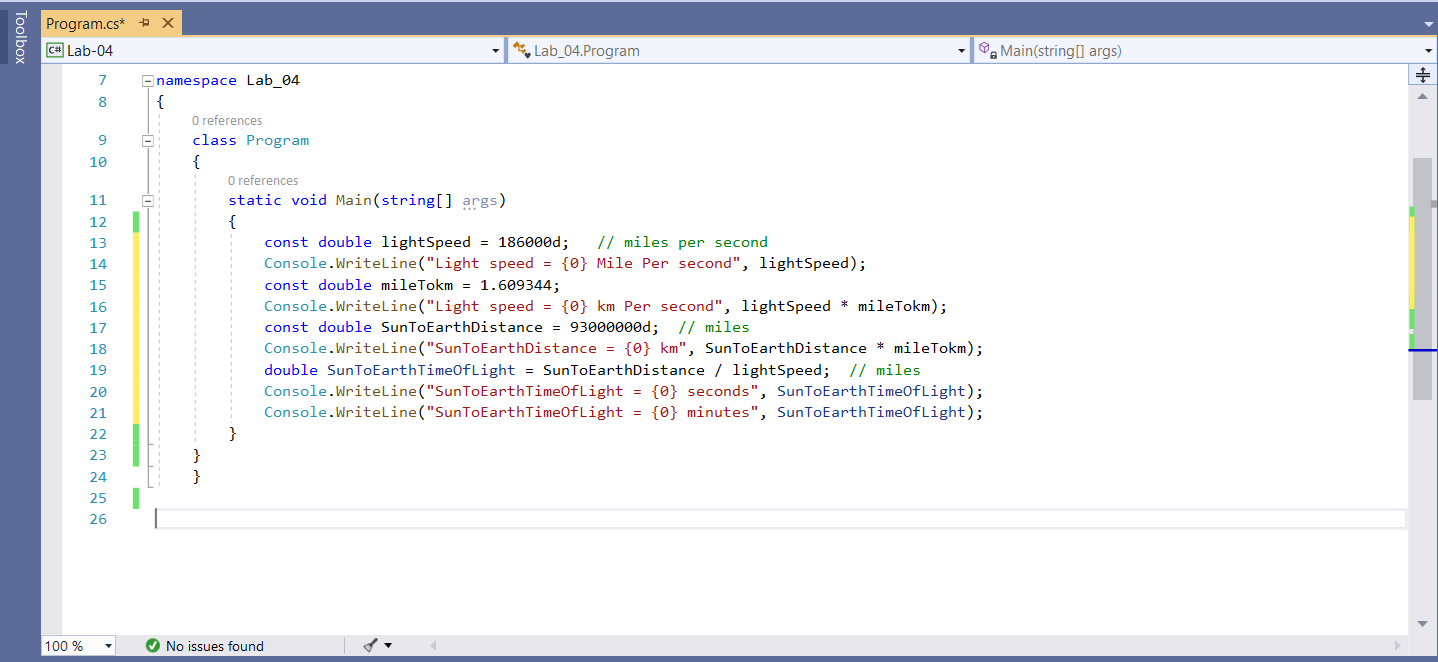 Toolbox
Program.cs*
C# Lab-04 Lab_04.Program Main(string[] args)
7 namespace Lab_04
8 {
0 references
9 class Program
10 {
0 references
11 static void Main(string[] args)
12 {
13 const double lightSpeed = 186000d;   // miles per second
14 Console.WriteLine("Light speed = {0} Mile Per second", lightSpeed);
15 const double mileTokm = 1.609344;
16 Console.WriteLine("Light speed = {0} km Per second", lightSpeed * mileTokm);
17 const double SunToEarthDistance = 93000000d;  // miles
18 Console.WriteLine("SunToEarthDistance = {0} km", SunToEarthDistance * mileTokm);
19 double SunToEarthTimeOfLight = SunToEarthDistance / lightSpeed;  // miles
20 Console.WriteLine("SunToEarthTimeOfLight = {0} seconds", SunToEarthTimeOfLight);
21 Console.WriteLine("SunToEarthTimeOfLight = {0} minutes", SunToEarthTimeOfLight);
22 }
23 }
24 }
25
26
100 % No issues found